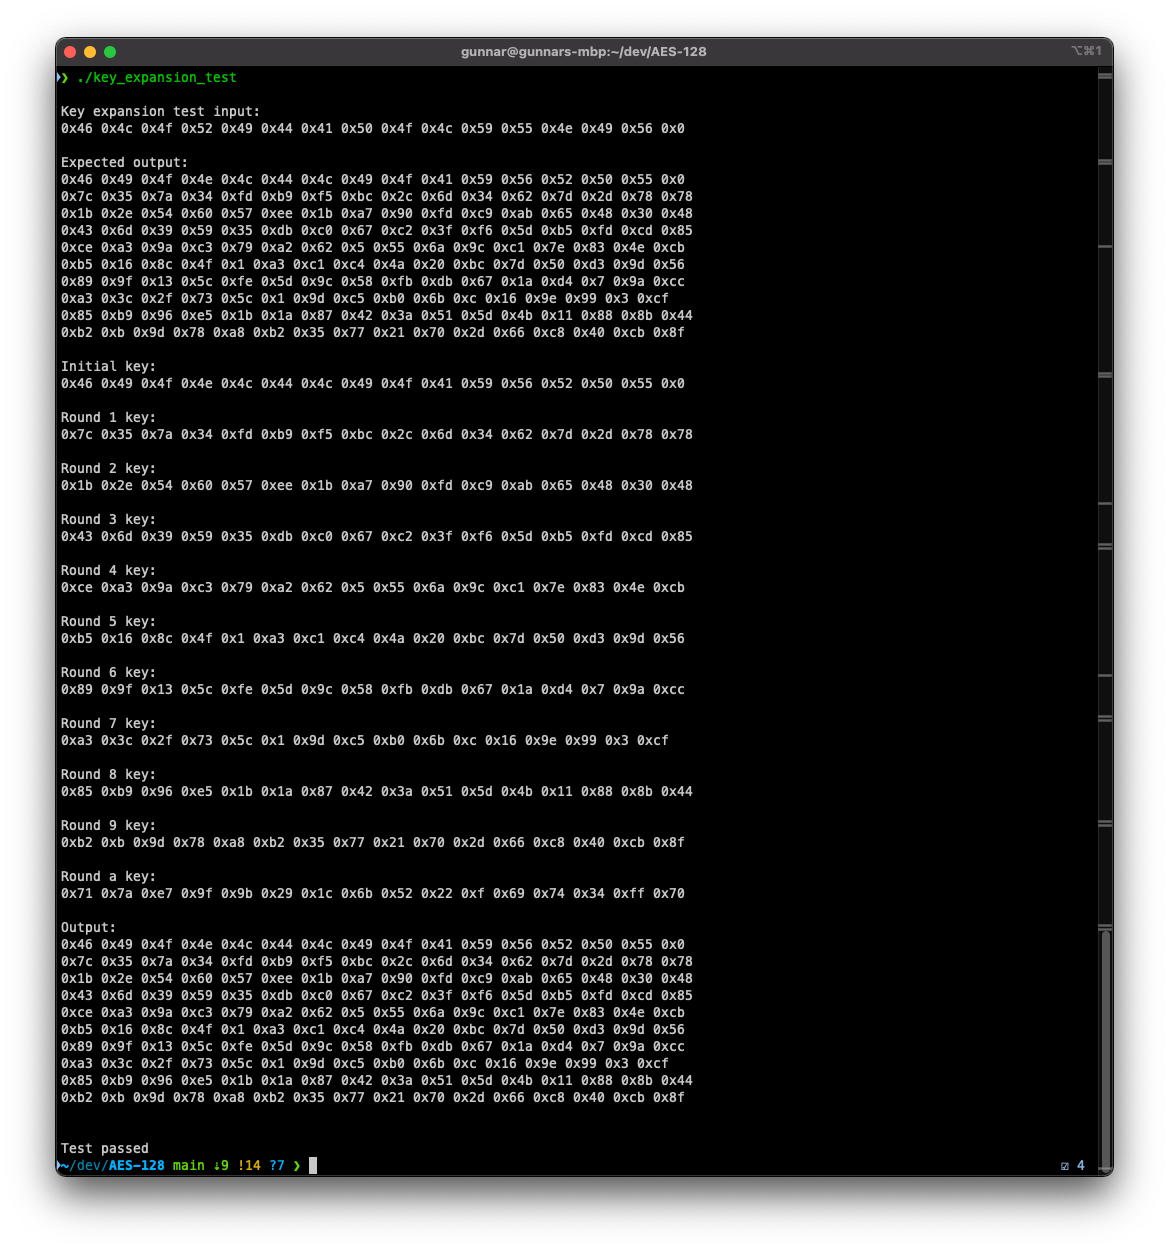 gunnar@gunnars-mbp:~/dev/AES-128
⌥⌘1
❯ ./key_expansion_test
Key expansion test input:
0x46 0x4c 0x4f 0x52 0x49 0x44 0x41 0x50 0x4f 0x4c 0x59 0x55 0x4e 0x49 0x56 0x0
Expected output:
0x46 0x49 0x4f 0x4e 0x4c 0x44 0x4c 0x49 0x4f 0x41 0x59 0x56 0x52 0x50 0x55 0x0
0x7c 0x35 0x7a 0x34 0xfd 0xb9 0xf5 0xbc 0x2c 0x6d 0x34 0x62 0x7d 0x2d 0x78 0x78
0x1b 0x2e 0x54 0x60 0x57 0xee 0x1b 0xa7 0x90 0xfd 0xc9 0xab 0x65 0x48 0x30 0x48
0x43 0x6d 0x39 0x59 0x35 0xdb 0xc0 0x67 0xc2 0x3f 0xf6 0x5d 0xb5 0xfd 0xcd 0x85
0xce 0xa3 0x9a 0xc3 0x79 0xa2 0x62 0x5 0x55 0x6a 0x9c 0xc1 0x7e 0x83 0x4e 0xcb
0xb5 0x16 0x8c 0x4f 0x1 0xa3 0xc1 0xc4 0x4a 0x20 0xbc 0x7d 0x50 0xd3 0x9d 0x56
0x89 0x9f 0x13 0x5c 0xfe 0x5d 0x9c 0x58 0xfb 0xdb 0x67 0x1a 0xd4 0x7 0x9a 0xcc
0xa3 0x3c 0x2f 0x73 0x5c 0x1 0x9d 0xc5 0xb0 0x6b 0xc 0x16 0x9e 0x99 0x3 0xcf
0x85 0xb9 0x96 0xe5 0x1b 0x1a 0x87 0x42 0x3a 0x51 0x5d 0x4b 0x11 0x88 0x8b 0x44
0xb2 0xb 0x9d 0x78 0xa8 0xb2 0x35 0x77 0x21 0x70 0x2d 0x66 0xc8 0x40 0xcb 0x8f
Initial key:
0x46 0x49 0x4f 0x4e 0x4c 0x44 0x4c 0x49 0x4f 0x41 0x59 0x56 0x52 0x50 0x55 0x0
Round 1 key:
0x7c 0x35 0x7a 0x34 0xfd 0xb9 0xf5 0xbc 0x2c 0x6d 0x34 0x62 0x7d 0x2d 0x78 0x78
Round 2 key:
0x1b 0x2e 0x54 0x60 0x57 0xee 0x1b 0xa7 0x90 0xfd 0xc9 0xab 0x65 0x48 0x30 0x48
Round 3 key:
0x43 0x6d 0x39 0x59 0x35 0xdb 0xc0 0x67 0xc2 0x3f 0xf6 0x5d 0xb5 0xfd 0xcd 0x85
Round 4 key:
0xce 0xa3 0x9a 0xc3 0x79 0xa2 0x62 0x5 0x55 0x6a 0x9c 0xc1 0x7e 0x83 0x4e 0xcb
Round 5 key:
0xb5 0x16 0x8c 0x4f 0x1 0xa3 0xc1 0xc4 0x4a 0x20 0xbc 0x7d 0x50 0xd3 0x9d 0x56
Round 6 key:
0x89 0x9f 0x13 0x5c 0xfe 0x5d 0x9c 0x58 0xfb 0xdb 0x67 0x1a 0xd4 0x7 0x9a 0xcc
Round 7 key:
0xa3 0x3c 0x2f 0x73 0x5c 0x1 0x9d 0xc5 0xb0 0x6b 0xc 0x16 0x9e 0x99 0x3 0xcf
Round 8 key:
0x85 0xb9 0x96 0xe5 0x1b 0x1a 0x87 0x42 0x3a 0x51 0x5d 0x4b 0x11 0x88 0x8b 0x44
Round 9 key:
0xb2 0xb 0x9d 0x78 0xa8 0xb2 0x35 0x77 0x21 0x70 0x2d 0x66 0xc8 0x40 0xcb 0x8f
Round a key:
0x71 0x7a 0xe7 0x9f 0x9b 0x29 0x1c 0x6b 0x52 0x22 0xf 0x69 0x74 0x34 0xff 0x70
Output:
0x46 0x49 0x4f 0x4e 0x4c 0x44 0x4c 0x49 0x4f 0x41 0x59 0x56 0x52 0x50 0x55 0x0
0x7c 0x35 0x7a 0x34 0xfd 0xb9 0xf5 0xbc 0x2c 0x6d 0x34 0x62 0x7d 0x2d 0x78 0x78
0x1b 0x2e 0x54 0x60 0x57 0xee 0x1b 0xa7 0x90 0xfd 0xc9 0xab 0x65 0x48 0x30 0x48
0x43 0x6d 0x39 0x59 0x35 0xdb 0xc0 0x67 0xc2 0x3f 0xf6 0x5d 0xb5 0xfd 0xcd 0x85
0xce 0xa3 0x9a 0xc3 0x79 0xa2 0x62 0x5 0x55 0x6a 0x9c 0xc1 0x7e 0x83 0x4e 0xcb
0xb5 0x16 0x8c 0x4f 0x1 0xa3 0xc1 0xc4 0x4a 0x20 0xbc 0x7d 0x50 0xd3 0x9d 0x56
0x89 0x9f 0x13 0x5c 0xfe 0x5d 0x9c 0x58 0xfb 0xdb 0x67 0x1a 0xd4 0x7 0x9a 0xcc
0xa3 0x3c 0x2f 0x73 0x5c 0x1 0x9d 0xc5 0xb0 0x6b 0xc 0x16 0x9e 0x99 0x3 0xcf
0x85 0xb9 0x96 0xe5 0x1b 0x1a 0x87 0x42 0x3a 0x51 0x5d 0x4b 0x11 0x88 0x8b 0x44
0xb2 0xb 0x9d 0x78 0xa8 0xb2 0x35 0x77 0x21 0x70 0x2d 0x66 0xc8 0x40 0xcb 0x8f
Test passed
~/dev/AES-128 main ↓9 !14 ?7 ❯ ☑ 4